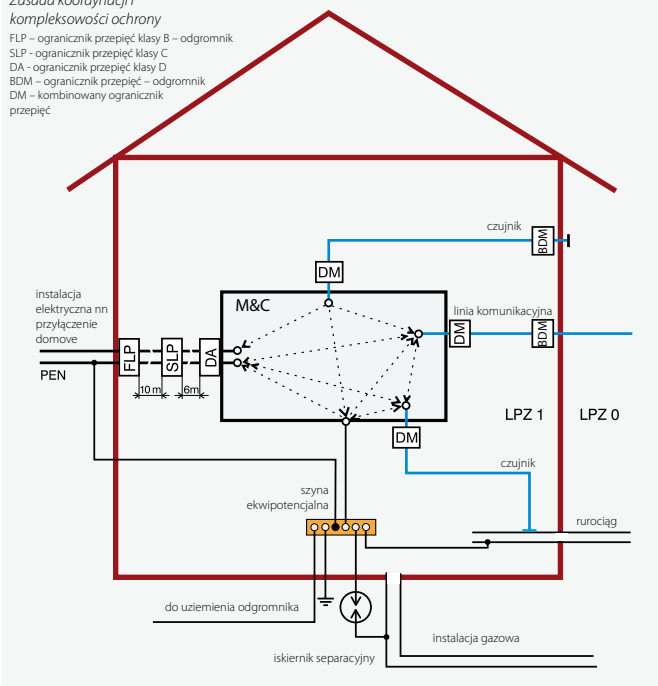 Zasada koordynacji i
kompleksowości ochrony
FLP – ogranicznik przepięć klasy B – odgromnik
SLP - ogranicznik przepięć klasy C
DA - ogranicznik przepięć klasy D
BDM – ogranicznik przepięć – odgromnik
DM – kombinowany ogranicznik
przepięć
czujnik
BDM
DM
instalacja
elektryczna nn
przyłączenie
domowe
M&C
linia komunikacyjna
DM
BDM
FLP
SLP
DA
PEN
10 m
6m
LPZ 1
LPZ 0
DM
czujnik
szyna
ekwipotencjalna
rurociąg
do uziemienia odgromnika
instalacja gazowa
iskiernik separacyjny